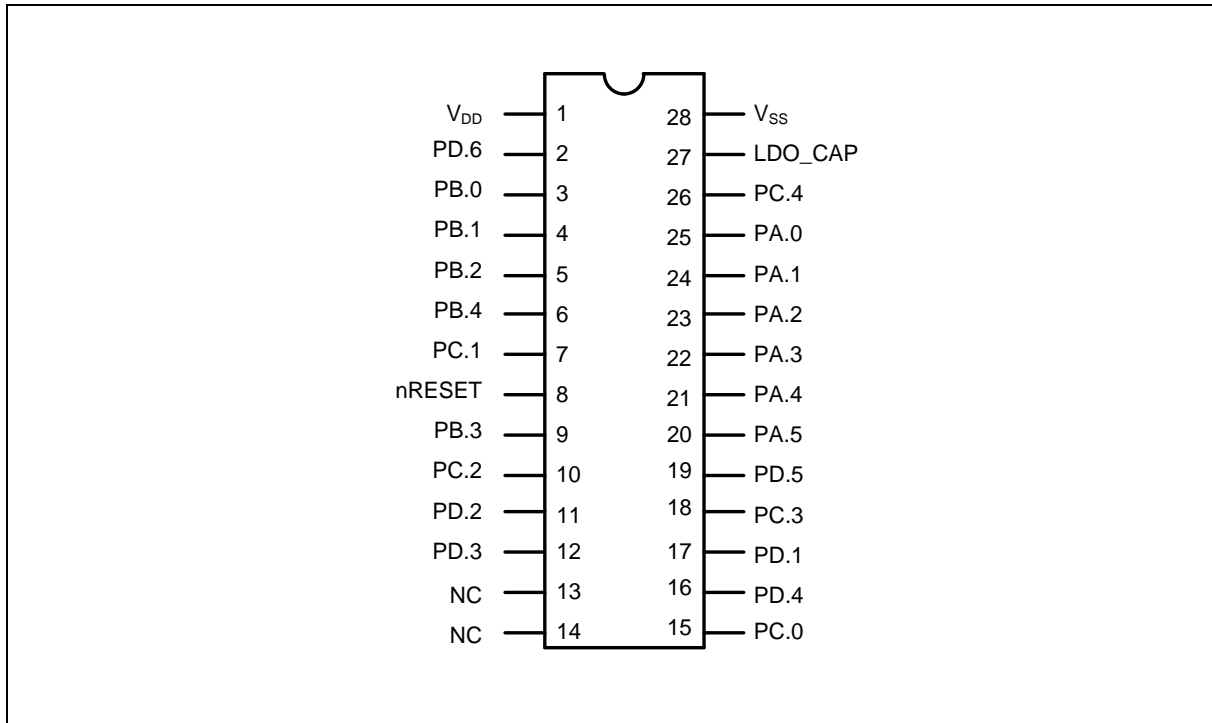 V_DD 1 28 V_SS
PD.6 2 27 LDO_CAP
PB.0 3 26 PC.4
PB.1 4 25 PA.0
PB.2 5 24 PA.1
PB.4 6 23 PA.2
PC.1 7 22 PA.3
nRESET 8 21 PA.4
PB.3 9 20 PA.5
PC.2 10 19 PD.5
PD.2 11 18 PC.3
PD.3 12 17 PD.1
NC 13 16 PD.4
NC 14 15 PC.0